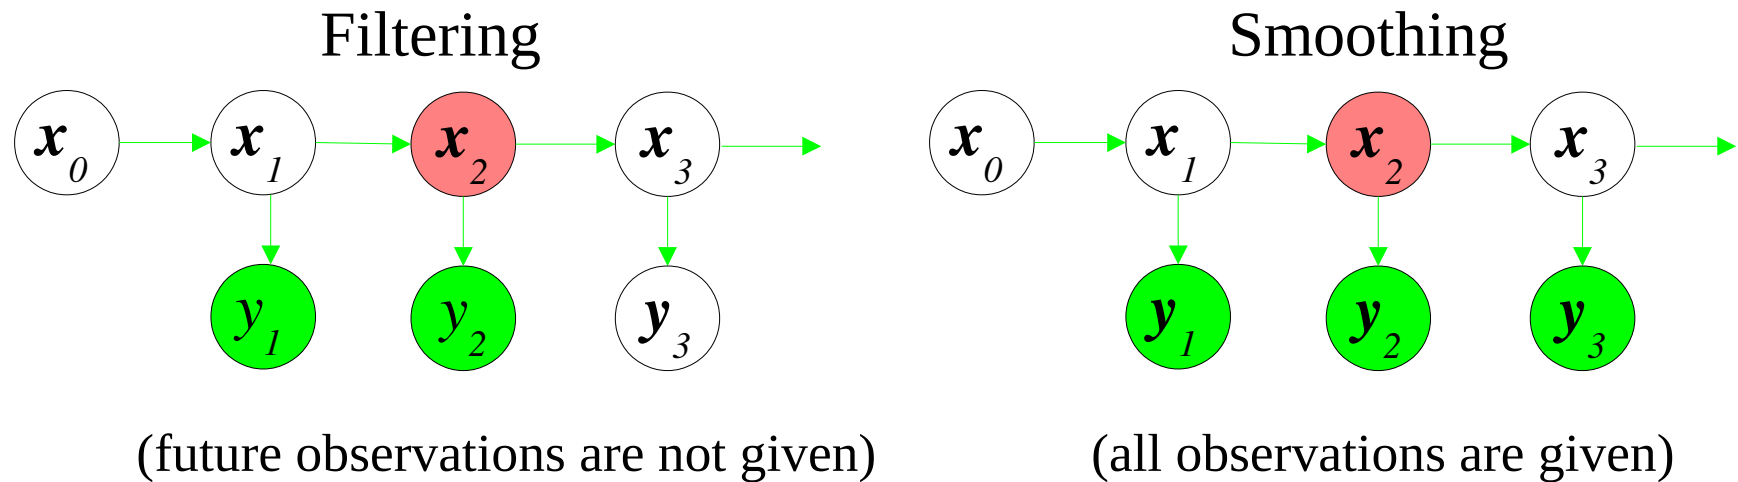 Filtering
x0 x1 x2 x3
y1 y2 y3
(future observations are not given)
Smoothing
x0 x1 x2 x3
y1 y2 y3
(all observations are given)